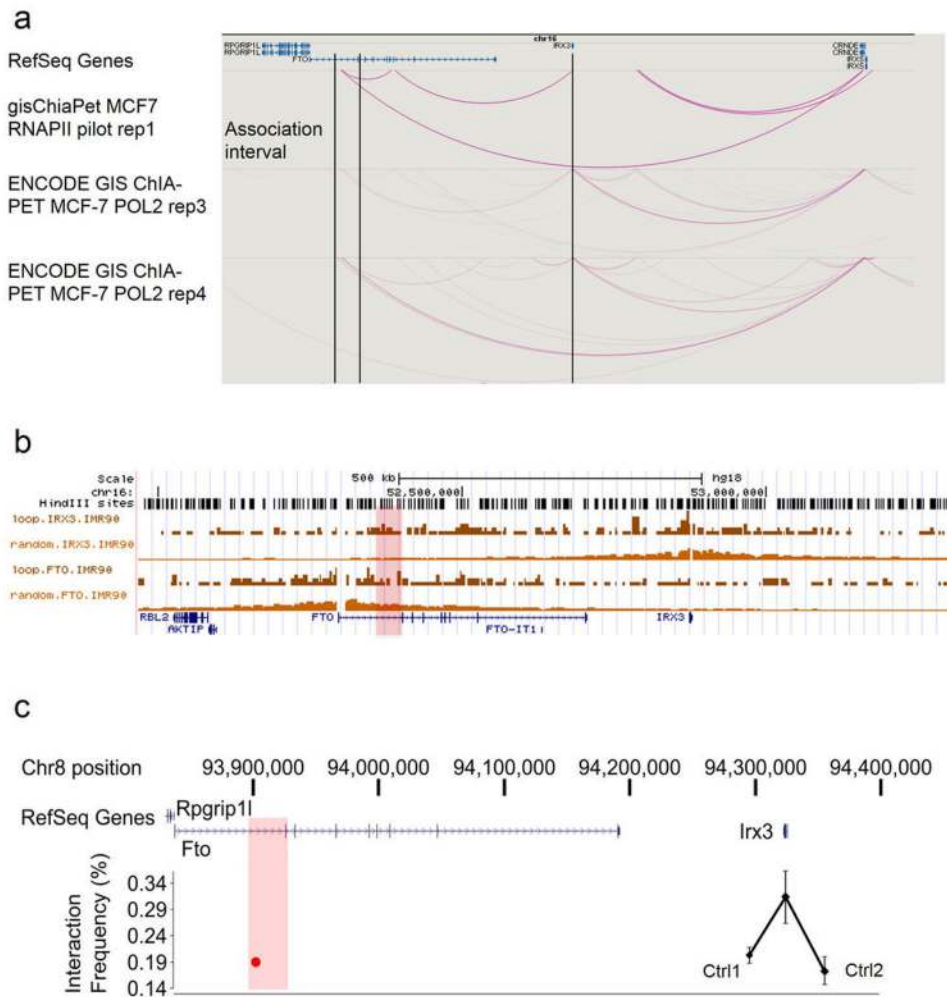 a
chr16
RPGRIP1L
RPGRIP1L
FTO
IRX3
CRNDE
CRNDE
IRX5
IRX5
RefSeq Genes
gisChiaPet MCF7
RNAPII pilot rep1
Association
interval
ENCODE GIS ChIA-
PET MCF-7 POL2 rep3
ENCODE GIS ChIA-
PET MCF-7 POL2 rep4
b
Scale 500 kb hg18
chr16: 52,500,000 53,000,000
HindIII sites
loop.IRX3.IMR90
random.IRX3.IMR90
loop.FTO.IMR90
random.FTO.IMR90
RBL2 FTO IRX3
AKTIP FTO-IT1
c
Chr8 position 93,900,000 94,000,000 94,100,000 94,200,000 94,300,000 94,400,000
RefSeq Genes Rpgrip1l
Fto Irx3
Interaction
Frequency (%)
0.34
0.29
0.24
0.19
0.14
Ctrl1 Ctrl2